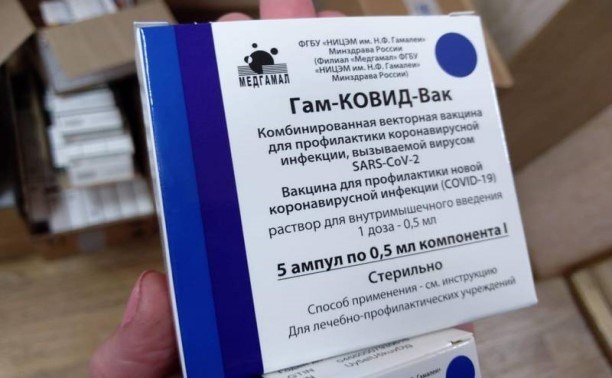 ФГБУ «НИЦЭМ им. Н.Ф. Гамалеи»
Минздрава России
(Филиал «Медгамал» ФГБУ
«НИЦЭМ им. Н.Ф. Гамалеи»
Минздрава России)
МЕДГАМАЛ
Гам-КОВИД-Вак
Комбинированная векторная вакцина
для профилактики коронавирусной
инфекции, вызываемой вирусом
SARS-CoV-2
Вакцина для профилактики новой
коронавирусной инфекции (COVID-19)
раствор для внутримышечного введения
1 доза - 0,5 мл
5 ампул по 0,5 мл компонента I
Стерильно
Способ применения - см. инструкцию
Для лечебно-профилактических учреждений